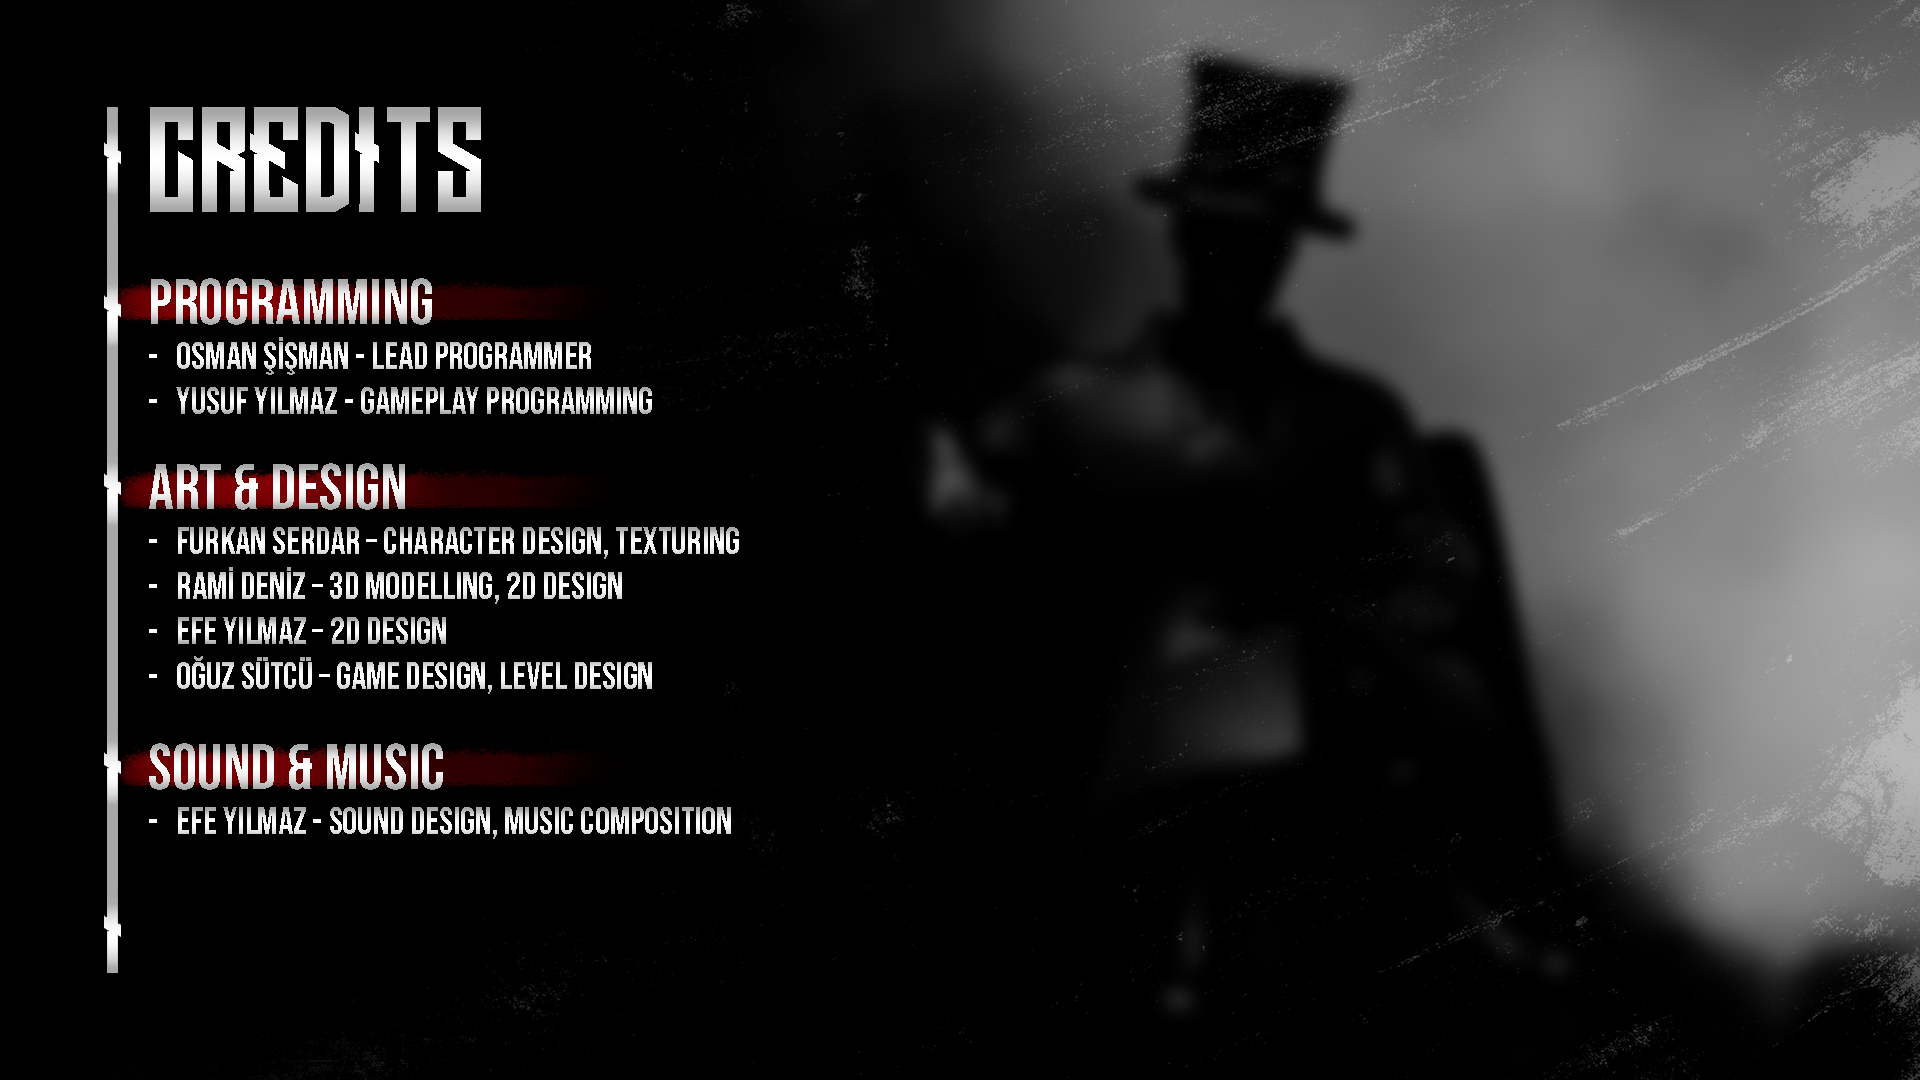 CREDITS
PROGRAMMING
- OSMAN ŞİŞMAN - LEAD PROGRAMMER
- YUSUF YILMAZ - GAMEPLAY PROGRAMMING
ART & DESIGN
- FURKAN SERDAR – CHARACTER DESIGN, TEXTURING
- RAMİ DENİZ – 3D MODELLING, 2D DESIGN
- EFE YILMAZ – 2D DESIGN
- OĞUZ SÜTCÜ – GAME DESIGN, LEVEL DESIGN
SOUND & MUSIC
- EFE YILMAZ - SOUND DESIGN, MUSIC COMPOSITION